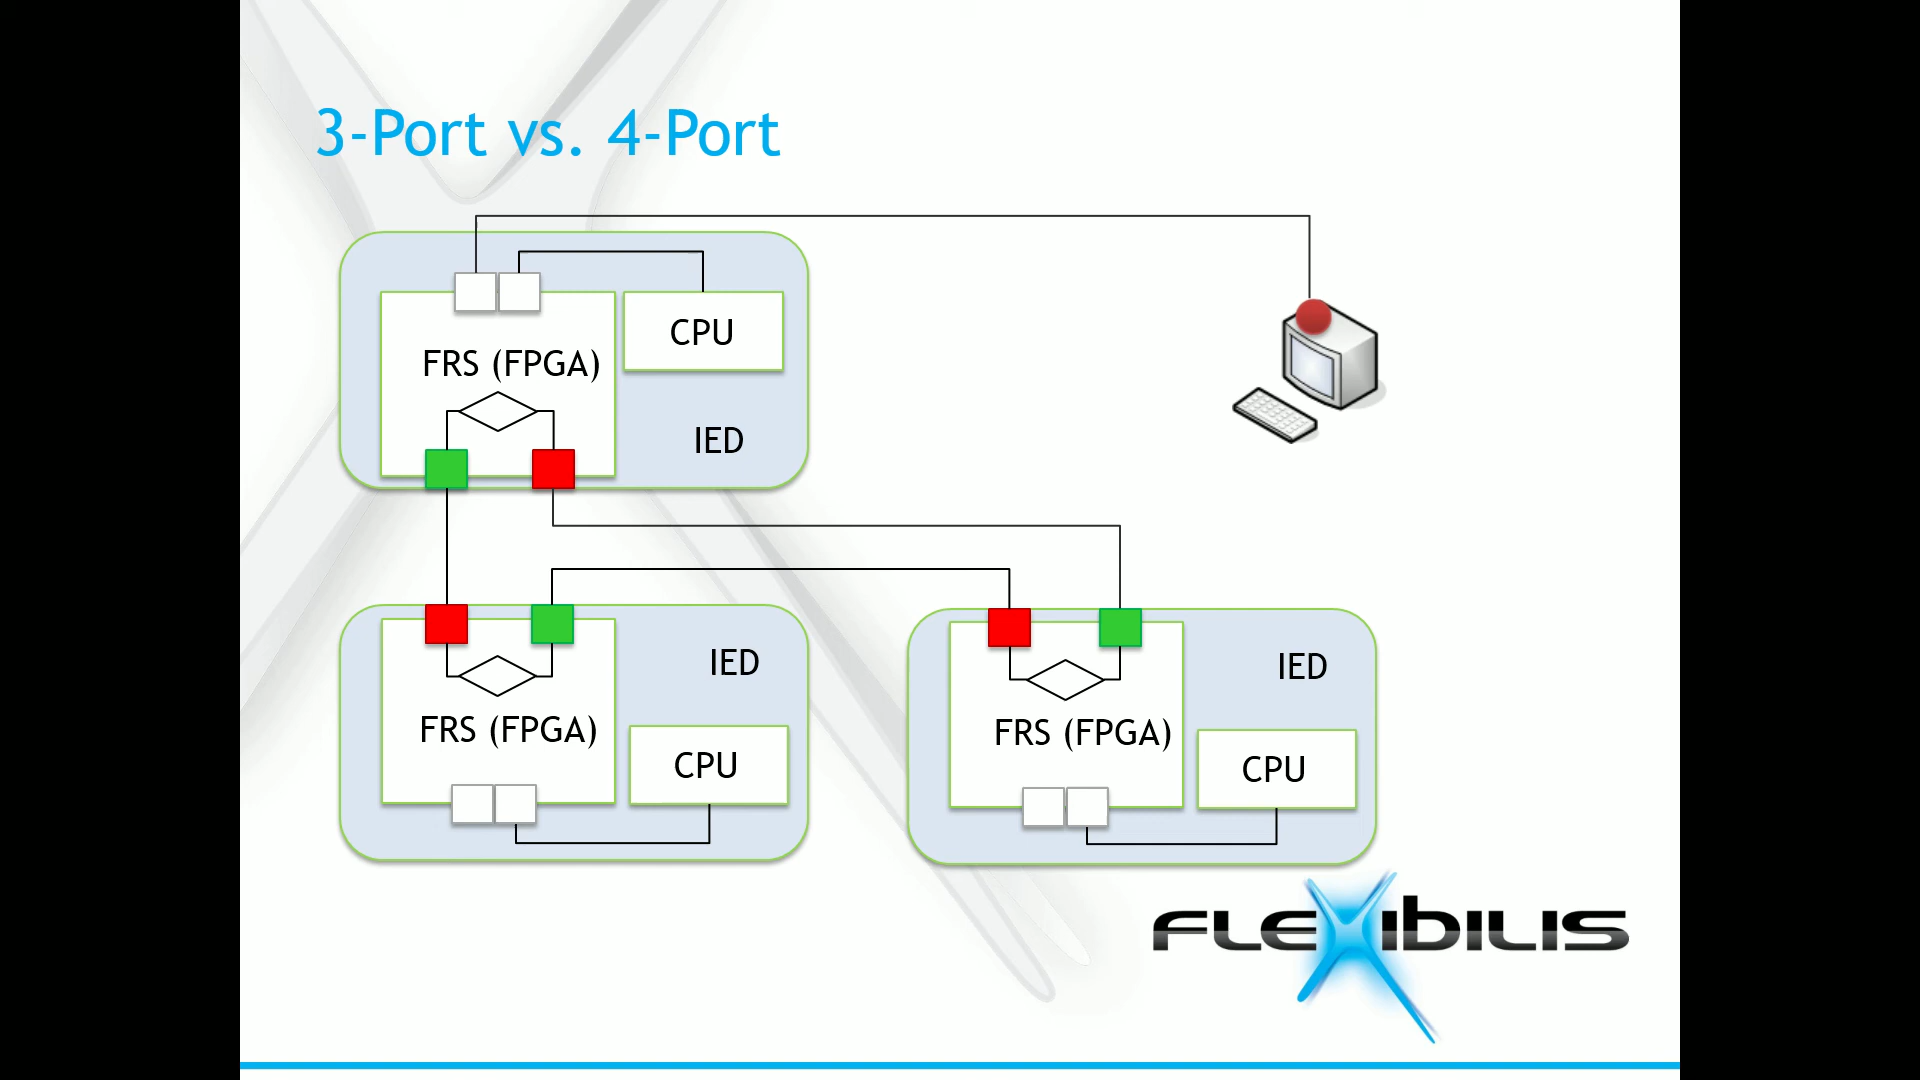 3-Port vs. 4-Port
CPU
FRS (FPGA)
IED
IED
FRS (FPGA)
CPU
IED
FRS (FPGA)
CPU
FLEXIBILIS